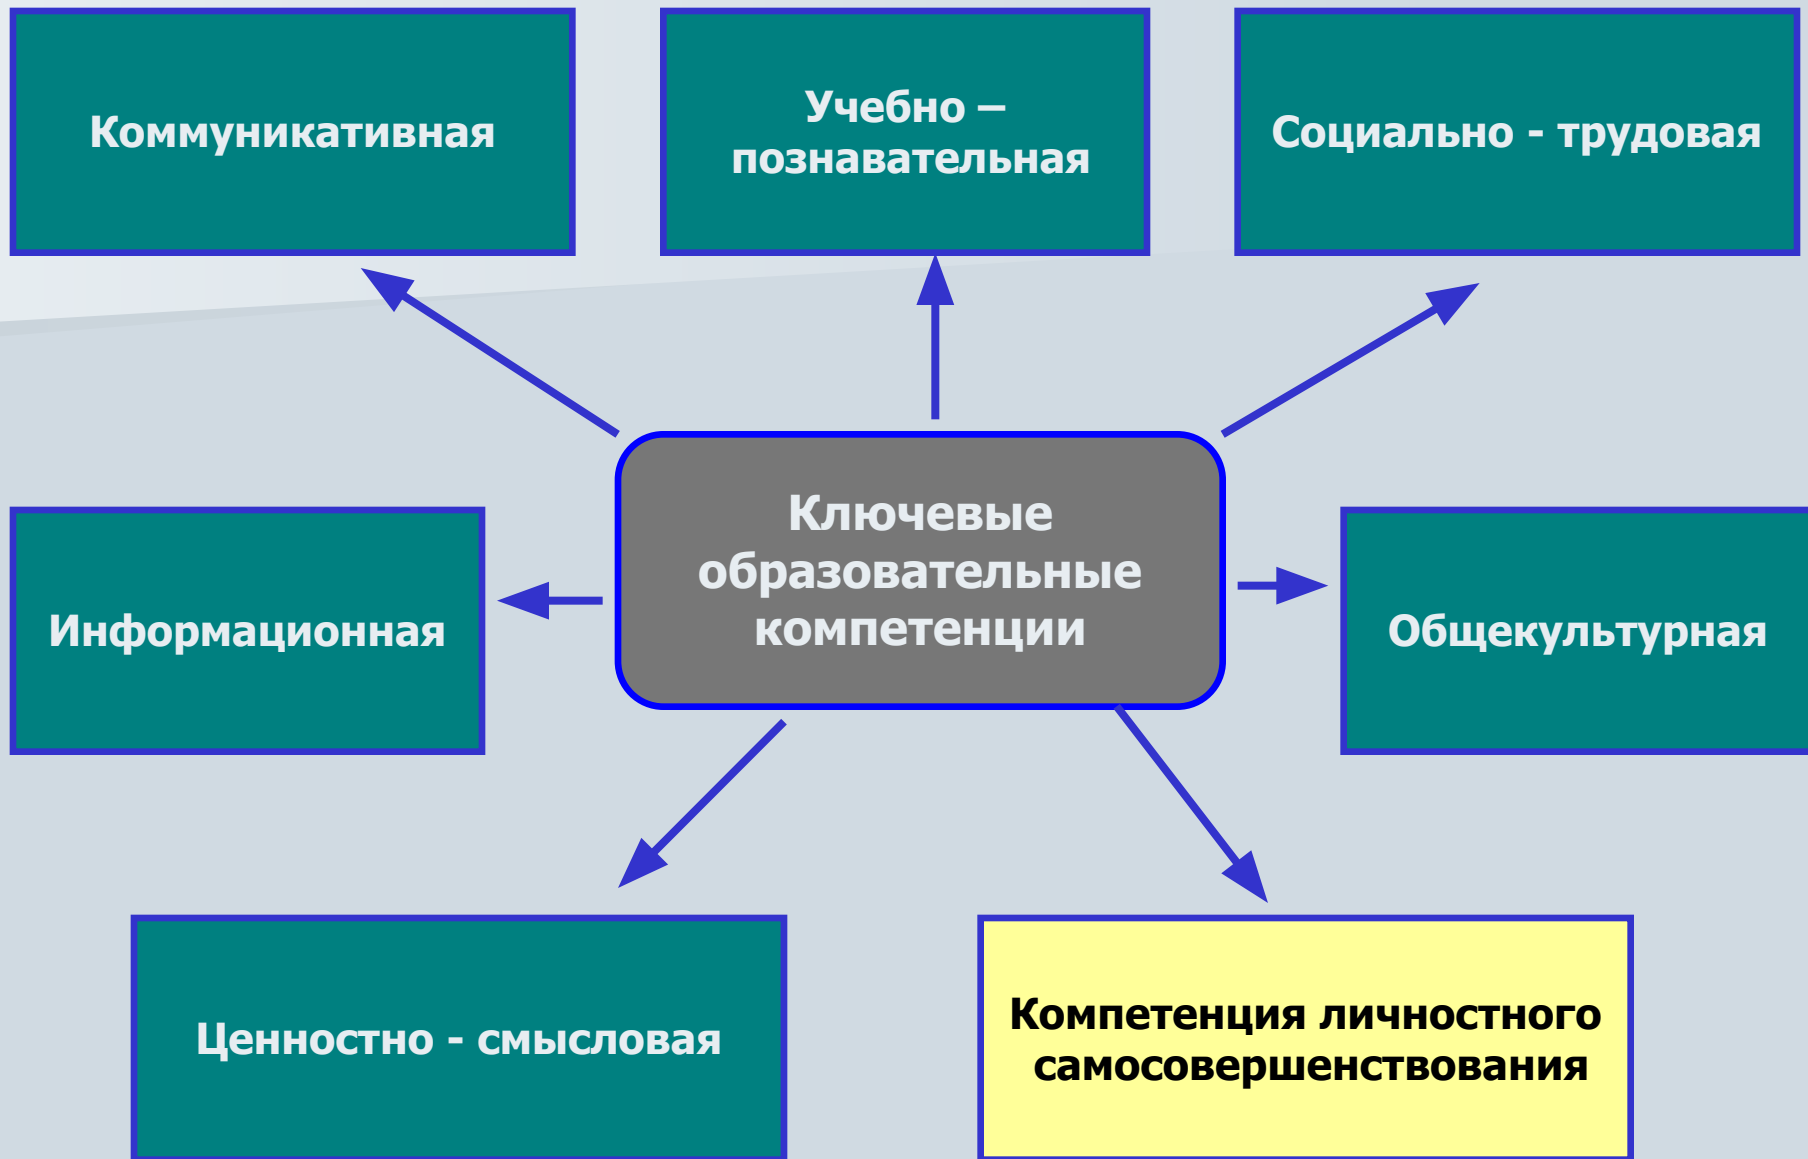 Коммуникативная
Учебно –
познавательная
Социально - трудовая
Ключевые
образовательные
компетенции
Информационная
Общекультурная
Ценностно - смысловая
Компетенция личностного
самосовершенствования